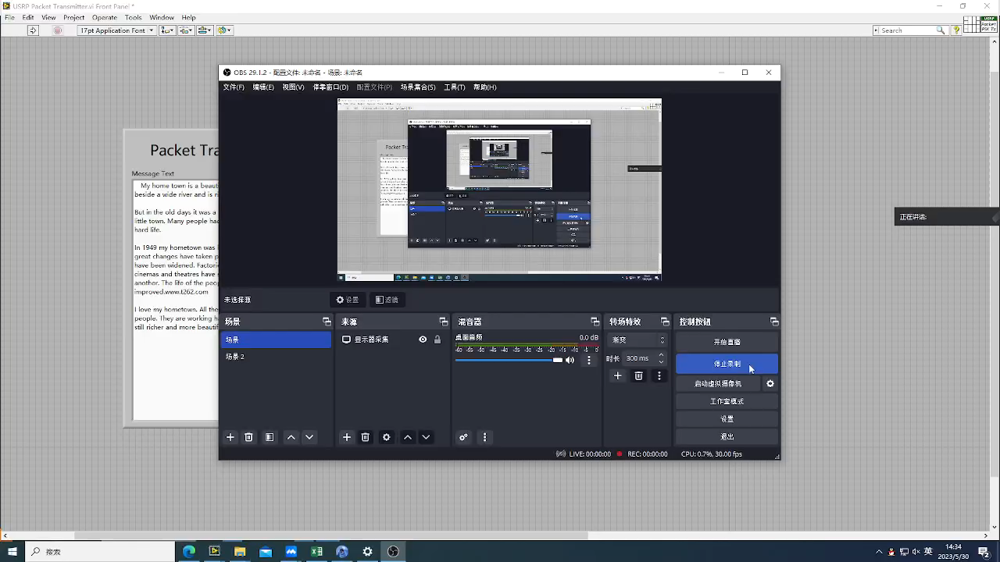 USRP Packet Transmitter.vi Front Panel *
File Edit View Project Operate Tools Window Help
17pt Application Font
Search
USRP
Packet
PSK TX
OBS 29.1.2 - 配置文件: 未命名 - 场景: 未命名
文件(F) 编辑(E) 视图(V) 停靠窗口(D) 配置文件(P) 场景集合(S) 工具(T) 帮助(H)
Packet Tra
Message Text
My home town is a beaut
beside a wide river and is r
But in the old days it was a
little town. Many people had
hard life.
In 1949 my hometown was l
great changes have taken p
have been widened. Factorie
cinemas and theatres have s
another. The life of the peop
improved.www.t262.com
I love my hometown. All the
people. They are working ha
still richer and more beautif
正在讲话:
未选择源 设置 滤镜
场景 来源 混音器 转场特效 控制按钮
场景
场景 2
显示器采集
桌面音频 0.0 dB
-60 -55 -50 -45 -40 -35 -30 -25 -20 -15 -10 -5 0
渐变
时长 300 ms
开始直播
停止录制
启动虚拟摄像机
工作室模式
设置
退出
LIVE: 00:00:00 REC: 00:00:00 CPU: 0.7%, 30.00 fps
搜索
英
14:34
2023/5/30
2